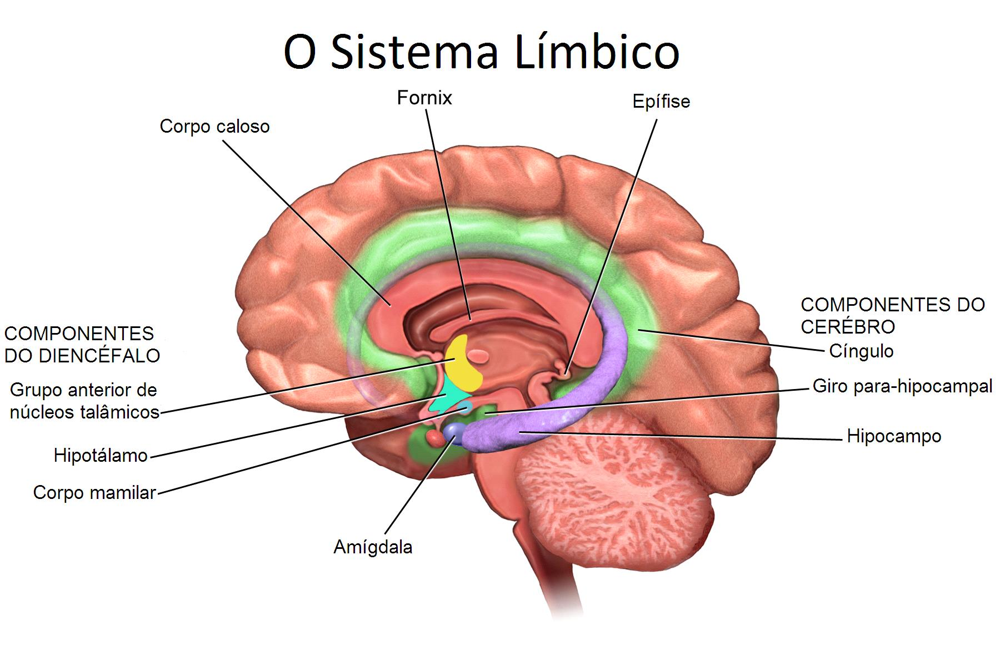 O Sistema Límbico
Fornix
Epífise
Corpo caloso
COMPONENTES
DO DIENCÉFALO
Grupo anterior de
núcleos talâmicos
Hipotálamo
Corpo mamilar
Amígdala
COMPONENTES DO
CERÉBRO
Cíngulo
Giro para-hipocampal
Hipocampo